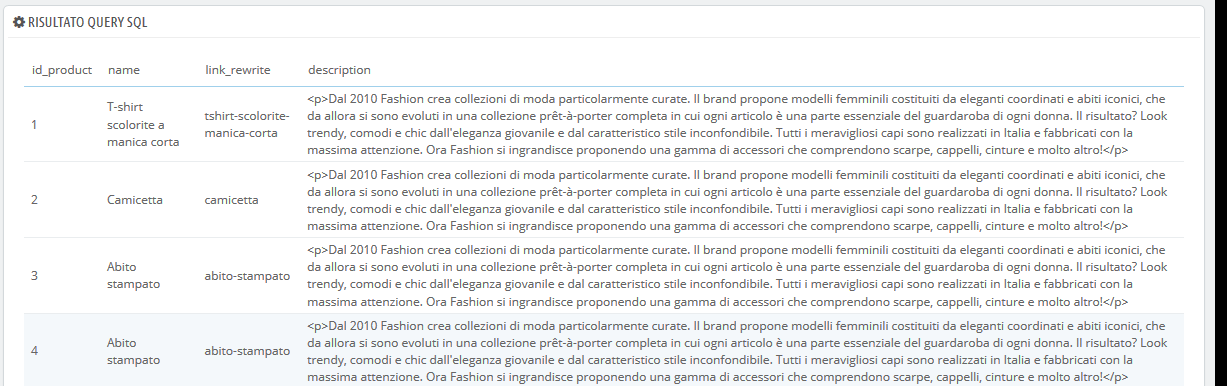 RISULTATO QUERY SQL
id_product name link_rewrite description
1
T-shirt
scolorite a
manica corta
tshirt-scolorite-
manica-corta
<p>Dal 2010 Fashion crea collezioni di moda particolarmente curate. Il brand propone modelli femminili costituiti da eleganti coordinati e abiti iconici, che
da allora si sono evoluti in una collezione prêt-à-porter completa in cui ogni articolo è una parte essenziale del guardaroba di ogni donna. Il risultato? Look
trendy, comodi e chic dall'eleganza giovanile e dal caratteristico stile inconfondibile. Tutti i meravigliosi capi sono realizzati in Italia e fabbricati con la
massima attenzione. Ora Fashion si ingrandisce proponendo una gamma di accessori che comprendono scarpe, cappelli, cinture e molto altro!</p>
2
Camicetta
camicetta
<p>Dal 2010 Fashion crea collezioni di moda particolarmente curate. Il brand propone modelli femminili costituiti da eleganti coordinati e abiti iconici, che
da allora si sono evoluti in una collezione prêt-à-porter completa in cui ogni articolo è una parte essenziale del guardaroba di ogni donna. Il risultato? Look
trendy, comodi e chic dall'eleganza giovanile e dal caratteristico stile inconfondibile. Tutti i meravigliosi capi sono realizzati in Italia e fabbricati con la
massima attenzione. Ora Fashion si ingrandisce proponendo una gamma di accessori che comprendono scarpe, cappelli, cinture e molto altro!</p>
3
Abito
stampato
abito-stampato
<p>Dal 2010 Fashion crea collezioni di moda particolarmente curate. Il brand propone modelli femminili costituiti da eleganti coordinati e abiti iconici, che
da allora si sono evoluti in una collezione prêt-à-porter completa in cui ogni articolo è una parte essenziale del guardaroba di ogni donna. Il risultato? Look
trendy, comodi e chic dall'eleganza giovanile e dal caratteristico stile inconfondibile. Tutti i meravigliosi capi sono realizzati in Italia e fabbricati con la
massima attenzione. Ora Fashion si ingrandisce proponendo una gamma di accessori che comprendono scarpe, cappelli, cinture e molto altro!</p>
4
Abito
stampato
abito-stampato
<p>Dal 2010 Fashion crea collezioni di moda particolarmente curate. Il brand propone modelli femminili costituiti da eleganti coordinati e abiti iconici, che
da allora si sono evoluti in una collezione prêt-à-porter completa in cui ogni articolo è una parte essenziale del guardaroba di ogni donna. Il risultato? Look
trendy, comodi e chic dall'eleganza giovanile e dal caratteristico stile inconfondibile. Tutti i meravigliosi capi sono realizzati in Italia e fabbricati con la
massima attenzione. Ora Fashion si ingrandisce proponendo una gamma di accessori che comprendono scarpe, cappelli, cinture e molto altro!</p>